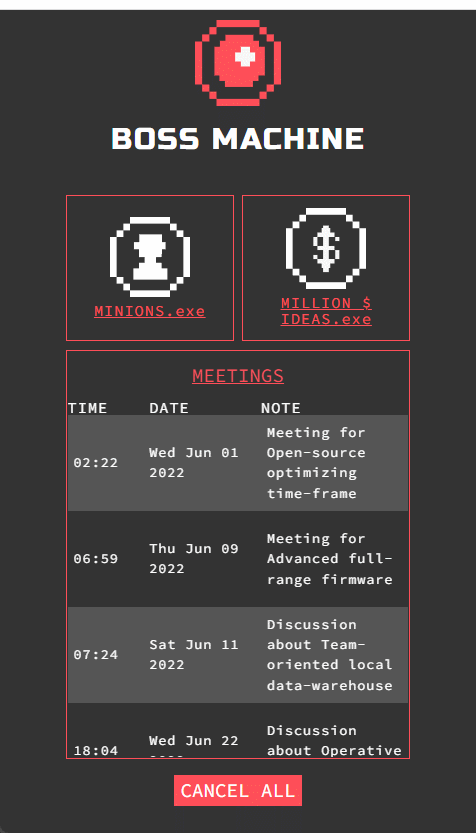 BOSS MACHINE
MINIONS.exe
MILLION $
IDEAS.exe
MEETINGS
TIME DATE NOTE
Meeting for
02:22 Wed Jun 01 Open-source
2022 optimizing
time-frame
Meeting for
06:59 Thu Jun 09 Advanced full-
2022 range firmware
Discussion
07:24 Sat Jun 11 about Team-
2022 oriented local
data-warehouse
Discussion
18:04 Wed Jun 22 about Operative
CANCEL ALL